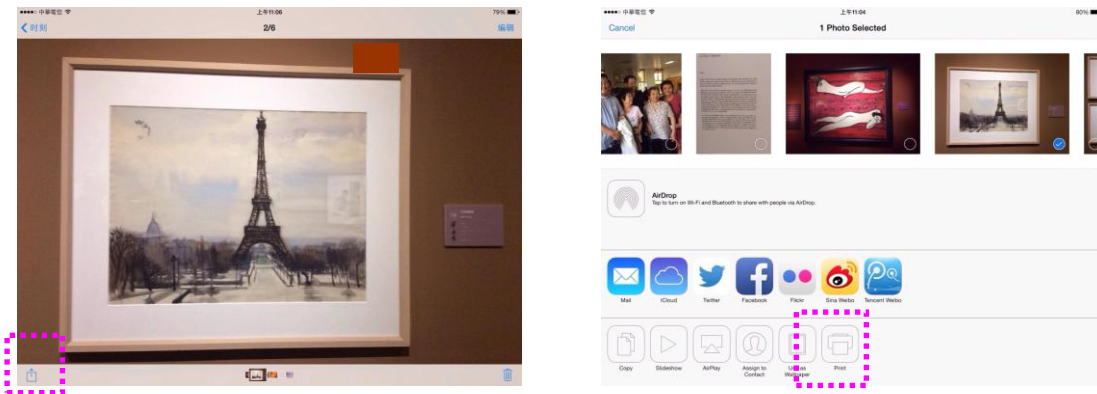 中華電信
上午11:06
79%
时刻
2/6
编辑
中華電信
上午11:04
80%
Cancel
1 Photo Selected
AirDrop
Tap to turn on Wi-Fi and Bluetooth to share with people via AirDrop.
Mail
iCloud
Twitter
Facebook
Flickr
Sina Weibo
Tencent Weibo
Copy
Slideshow
AirPlay
Assign to
Contact
Use as
Wallpaper
Print